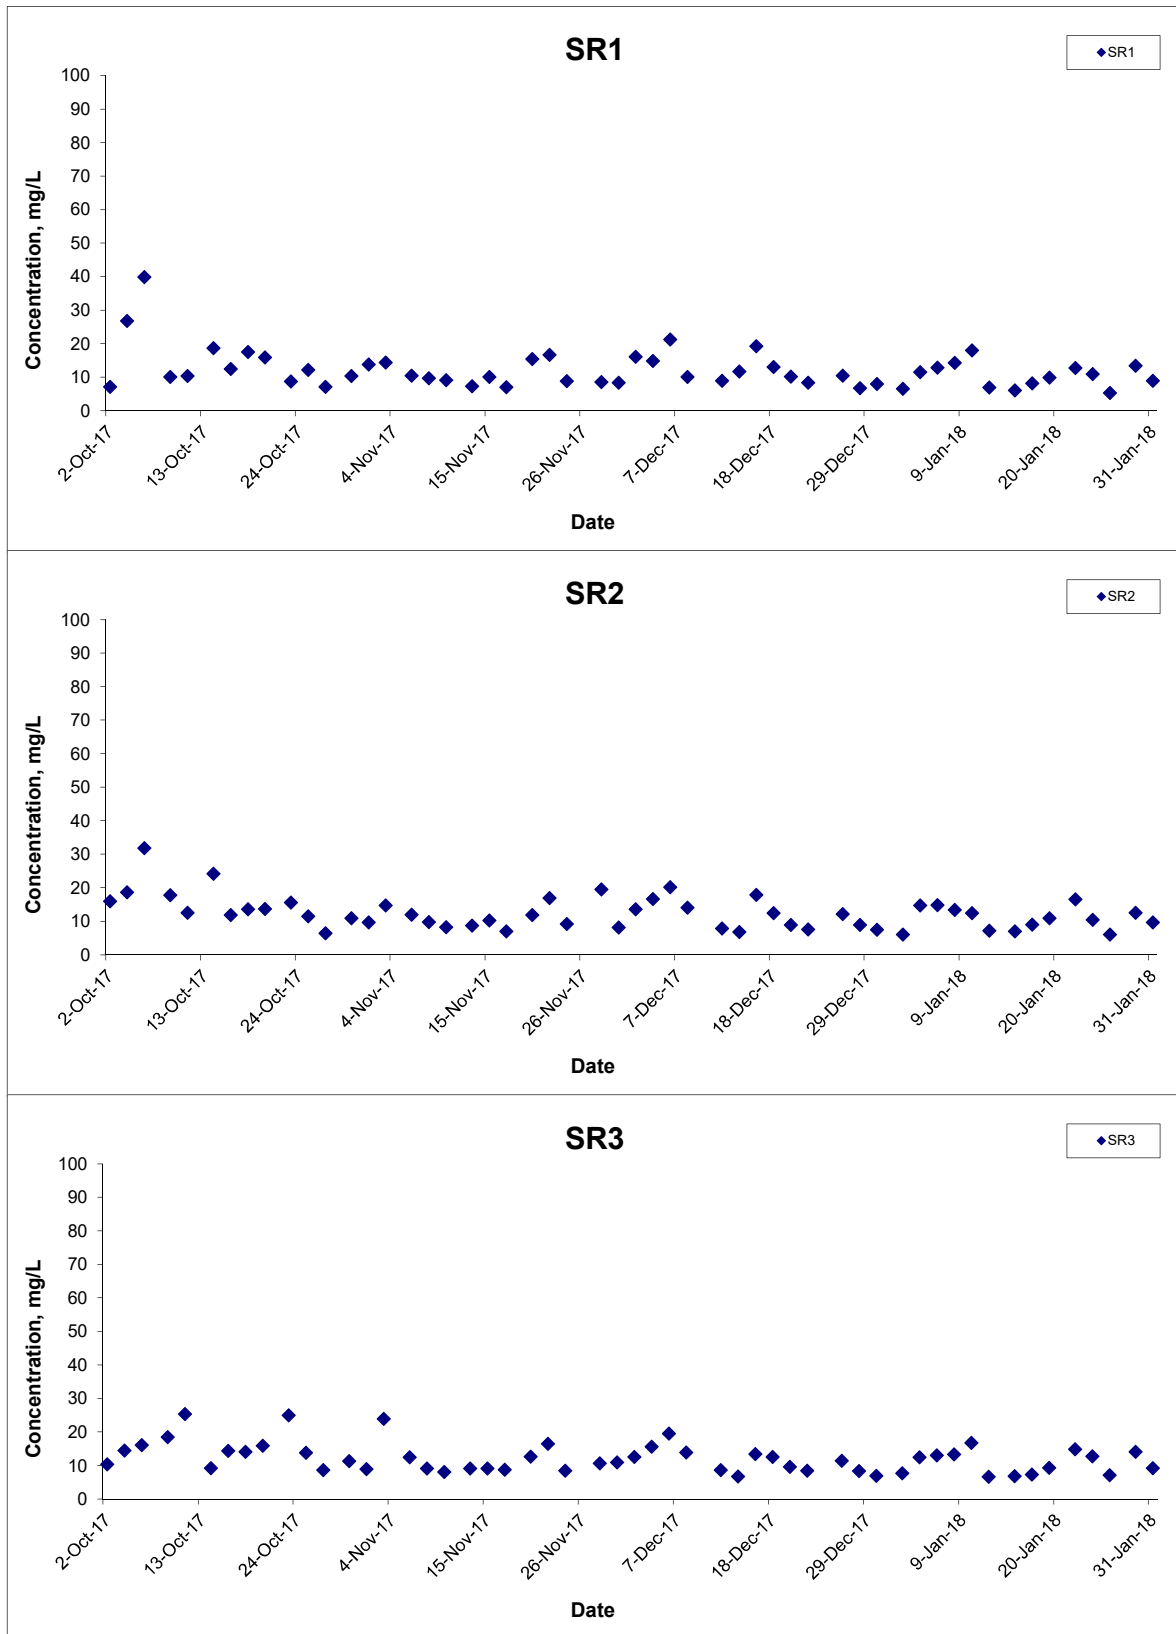 SR1
SR1
100
90
80
70
60
50
40
30
20
10
0
Concentration, mg/L
2-Oct-17
13-Oct-17
24-Oct-17
4-Nov-17
15-Nov-17
26-Nov-17
7-Dec-17
18-Dec-17
29-Dec-17
9-Jan-18
20-Jan-18
31-Jan-18
Date
SR2
SR2
100
90
80
70
60
50
40
30
20
10
0
Concentration, mg/L
2-Oct-17
13-Oct-17
24-Oct-17
4-Nov-17
15-Nov-17
26-Nov-17
7-Dec-17
18-Dec-17
29-Dec-17
9-Jan-18
20-Jan-18
31-Jan-18
Date
SR3
SR3
100
90
80
70
60
50
40
30
20
10
0
Concentration, mg/L
2-Oct-17
13-Oct-17
24-Oct-17
4-Nov-17
15-Nov-17
26-Nov-17
7-Dec-17
18-Dec-17
29-Dec-17
9-Jan-18
20-Jan-18
31-Jan-18
Date